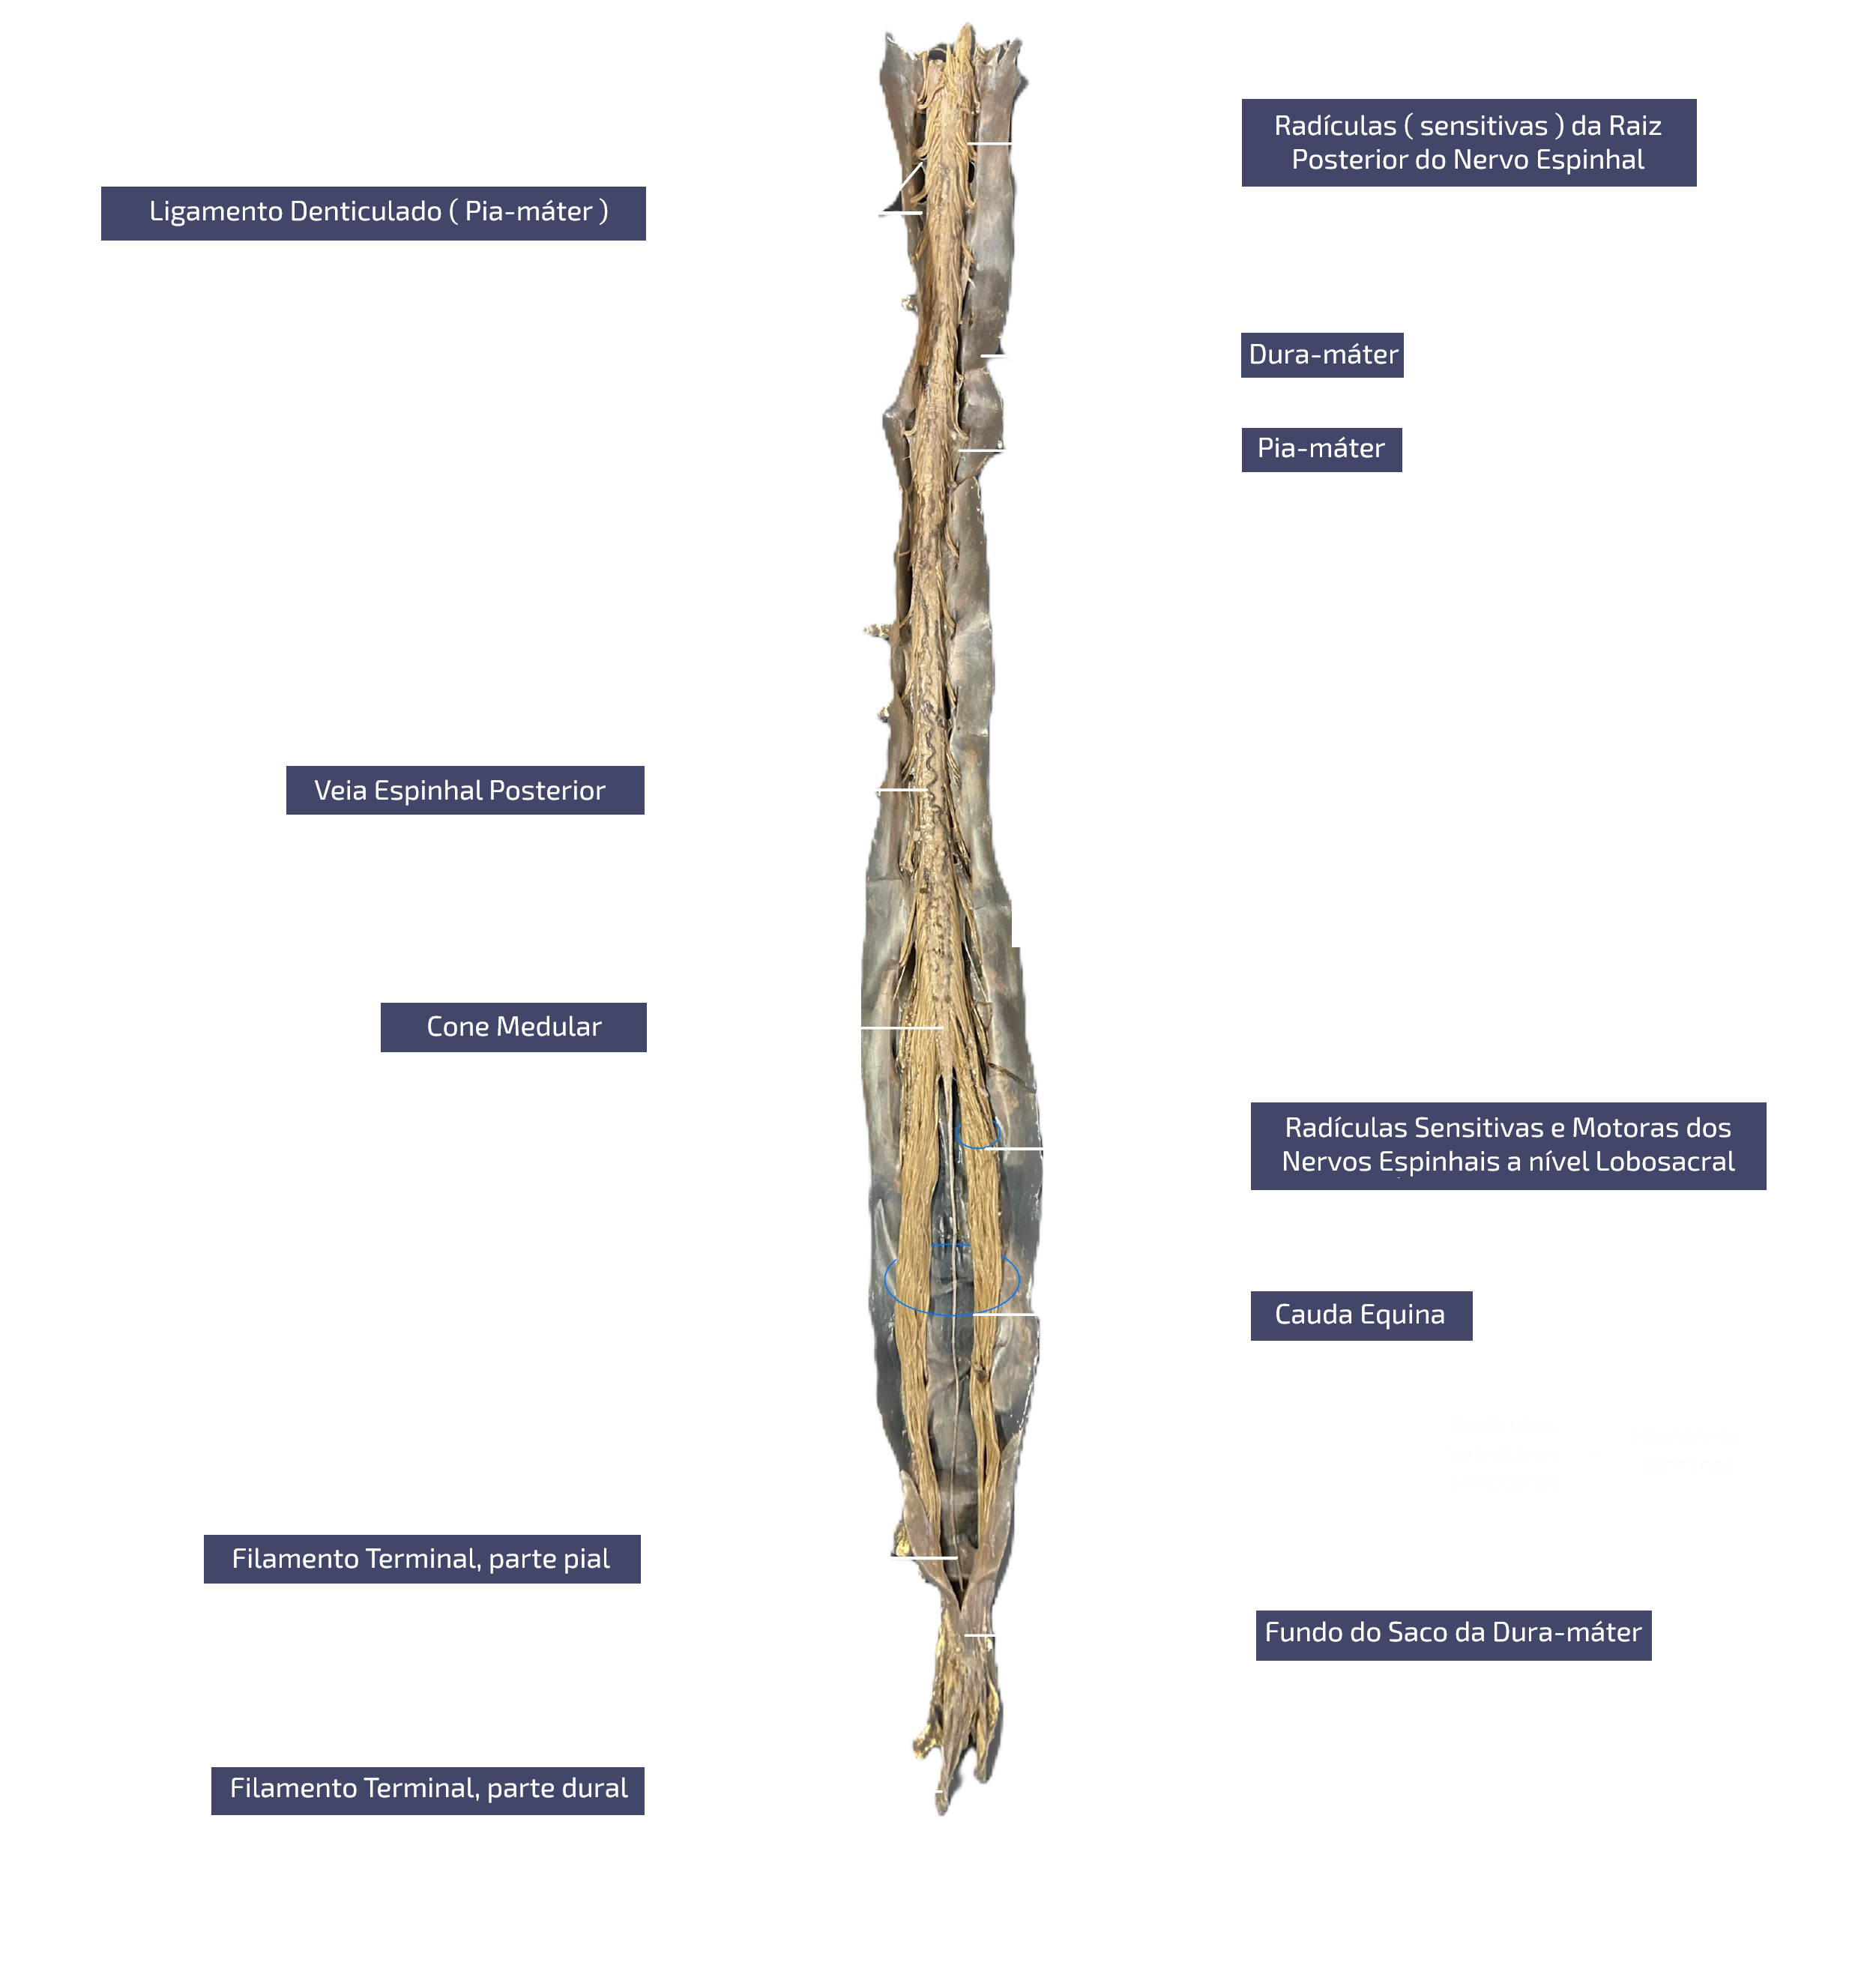 Radículas ( sensitivas ) da Raiz
Posterior do Nervo Espinhal
Ligamento Denticulado ( Pia-máter )
Dura-máter
Pia-máter
Veia Espinhal Posterior
Cone Medular
Radículas Sensitivas e Motoras dos
Nervos Espinhais a nível Lobosacral
Cauda Equina
Filamento Terminal, parte pial
Fundo do Saco da Dura-máter
Filamento Terminal, parte dural